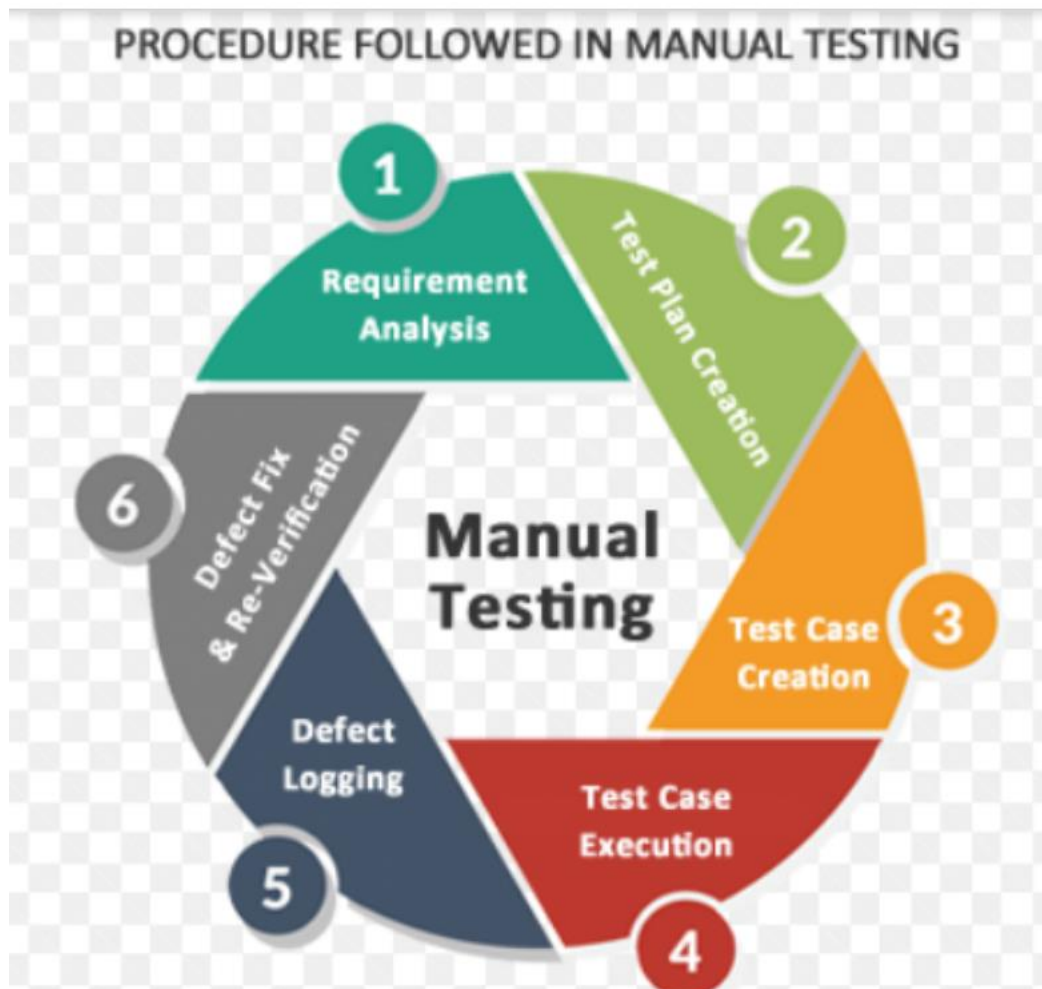 PROCEDURE FOLLOWED IN MANUAL TESTING
1
Requirement
Analysis
2
Test Plan Creation
3
Test Case
Creation
4
Test Case
Execution
5
Defect
Logging
6
Defect Fix
& Re-Verification
Manual
Testing